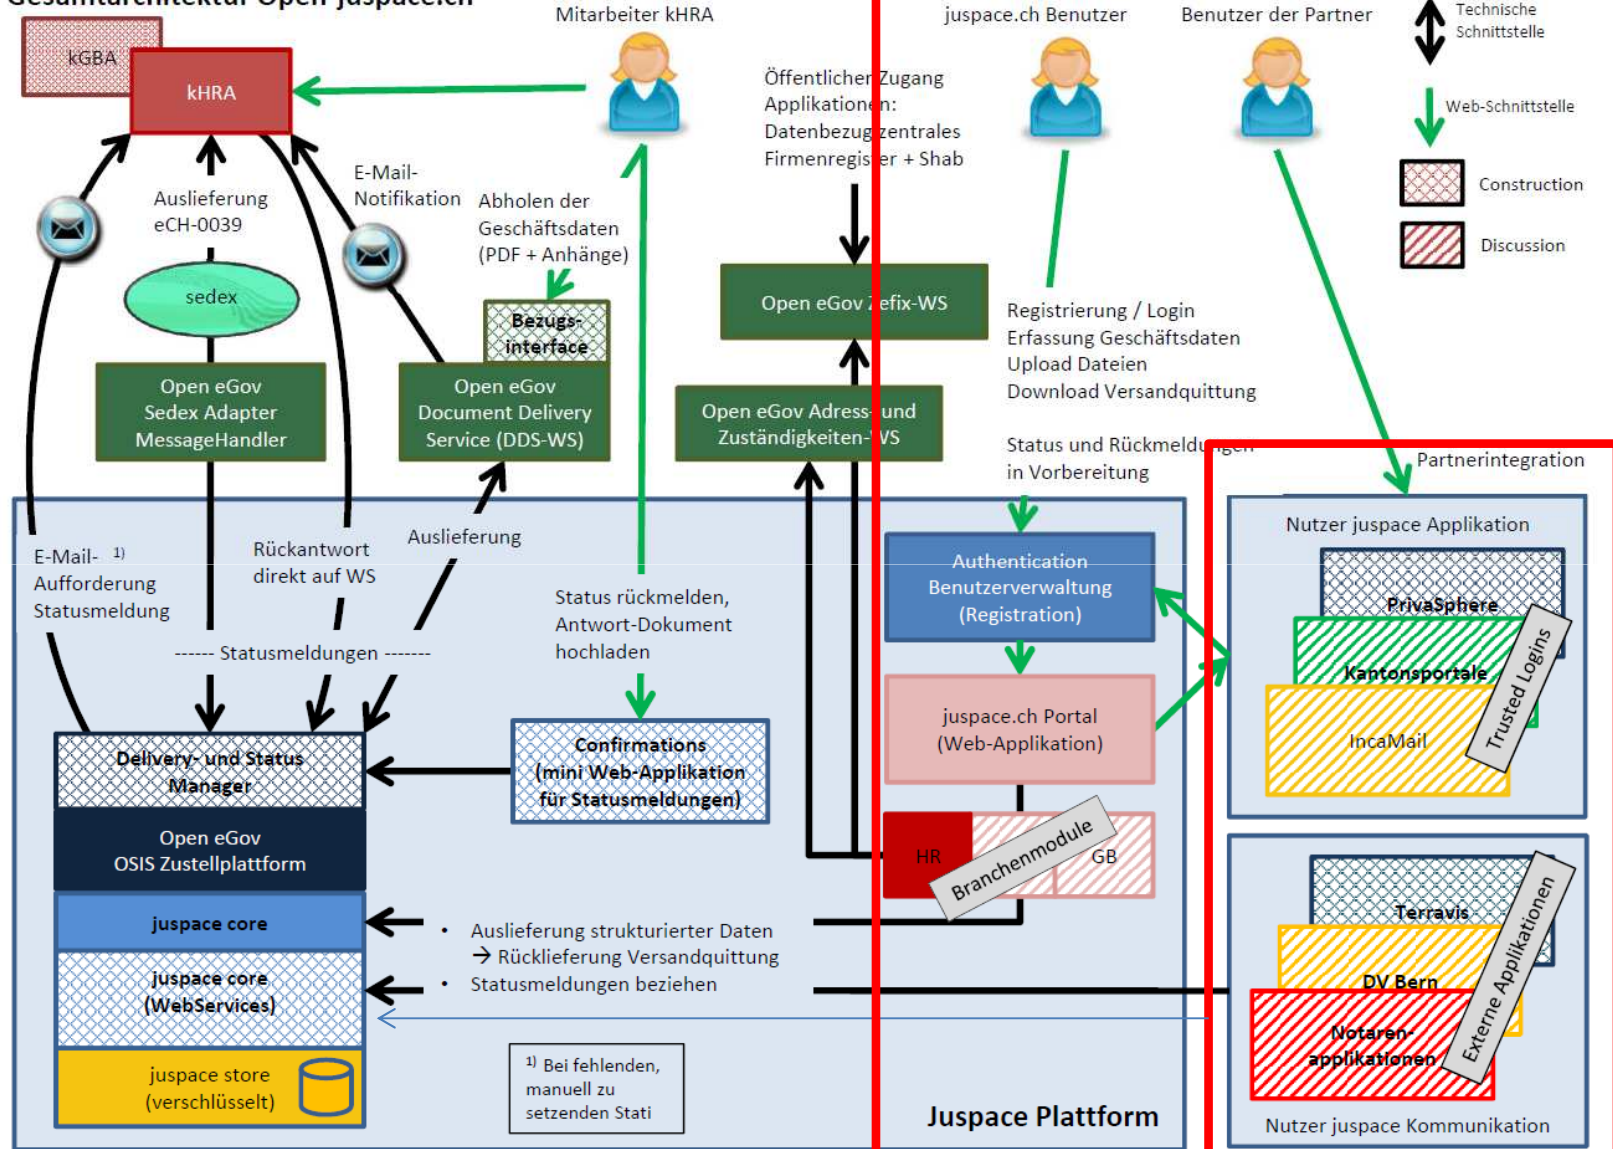 Gesamtarchitektur Open-juspace.ch
Mitarbeiter kHRA
juspace.ch Benutzer
Benutzer der Partner
Technische
Schnittstelle
kGBA
kHRA
Öffentlicher Zugang
Applikationen:
Datenbezug zentrales
Firmenregister + Shab
Web-Schnittstelle
Construction
Discussion
E-Mail-
Notifikation
Auslieferung
eCH-0039
Abholen der
Geschäftsdaten
(PDF + Anhänge)
sedex
Bezugs-
interface
Open eGov Zefix-WS
Registrierung / Login
Erfassung Geschäftsdaten
Upload Dateien
Download Versandquittung
Open eGov
Sedex Adapter
MessageHandler
Open eGov
Document Delivery
Service (DDS-WS)
Open eGov Adress- und
Zuständigkeiten-WS
Status und Rückmeldungen
in Vorbereitung
Partnerintegration
E-Mail- 1)
Aufforderung
Statusmeldung
Rückantwort
direkt auf WS
Auslieferung
Status rückmelden,
Antwort-Dokument
hochladen
------ Statusmeldungen -------
Authentication
Benutzerverwaltung
(Registration)
Nutzer juspace Applikation
PrivaSphere
Kantonsportale
IncaMail
Trusted Logins
juspace.ch Portal
(Web-Applikation)
Delivery- und Status
Manager
Confirmations
(mini Web-Applikation
für Statusmeldungen)
Open eGov
OSIS Zustellplattform
HR
Branchenmodule
GB
juspace core
• Auslieferung strukturierter Daten
→ Rücklieferung Versandquittung
• Statusmeldungen beziehen
juspace core
(WebServices)
Terravis
DV Bern
Notaren-
applikationen
Externe Applikationen
juspace store
(verschlüsselt)
1) Bei fehlenden,
manuell zu
setzenden Stati
Juspace Plattform
Nutzer juspace Kommunikation